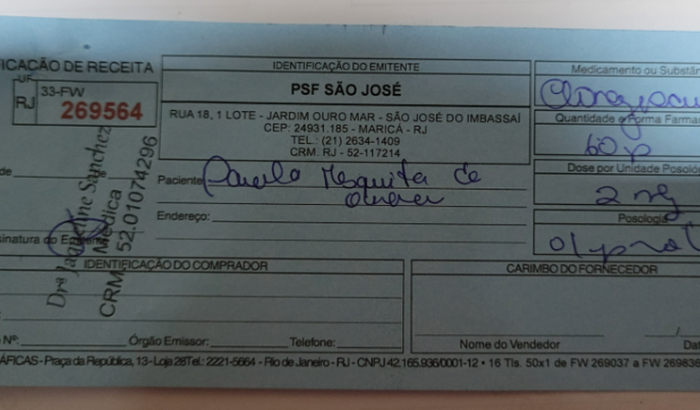 FICAÇÃO DE RECEITA
UF
RJ
33-FW
269564
IDENTIFICAÇÃO DO EMITENTE
PSF SÃO JOSÉ
RUA 18, 1 LOTE - JARDIM OURO MAR - SÃO JOSÉ DO IMBASSAÍ
CEP: 24931.185 - MARICÁ - RJ
TEL.: (21) 2634-1409
CRM. RJ - 52-117214
Paciente: Mesquita de
Endereço:
Medicamento ou Substân
Quantidade e Forma Farma
60
Dose por Unidade Posoló
2 mg
Posologia
de
sinatura do
Drª Jaqueline Sanchez
Médica
CRM 52.01074296
IDENTIFICAÇÃO DO COMPRADOR
Nº: Órgão Emissor: Telefone:
CARIMBO DO FORNECEDOR
Nome do Vendedor Dat
ÁFICAS - Praça da República, 13 - Loja 28 Tel.: 2221-5664 - Rio de Janeiro - RJ - CNPJ 42.165.936/0001-12 • 16 Tls. 50x1 de FW 269037 a FW 269836